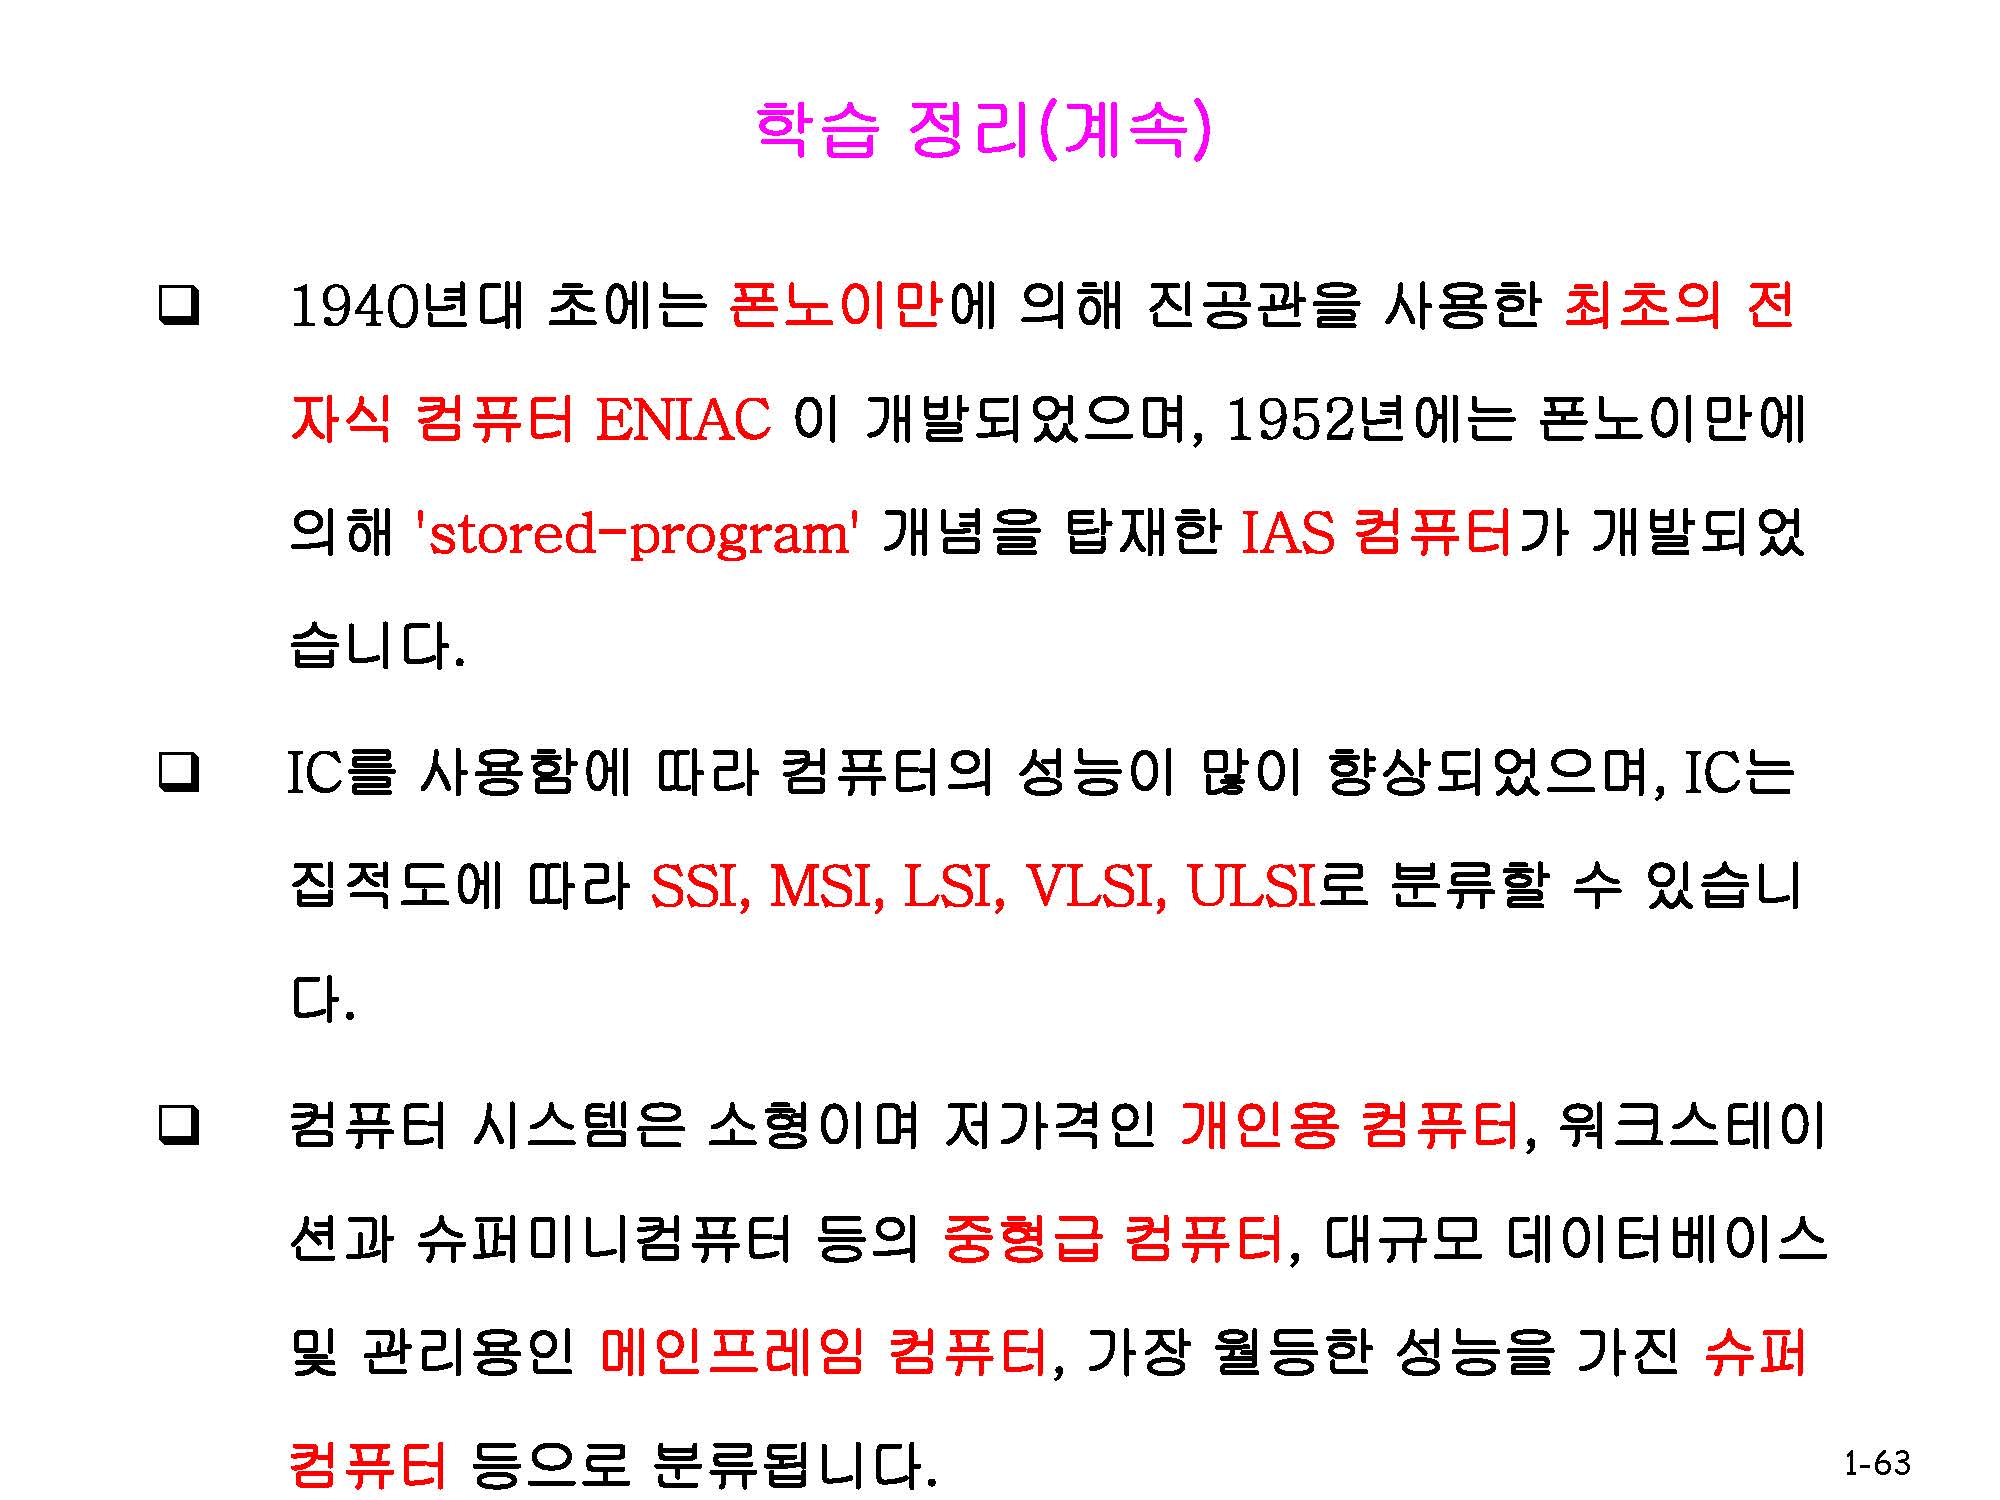 학습 정리(계속)
❑ 1940년대 초에는 폰노이만에 의해 진공관을 사용한 최초의 전
자식 컴퓨터 ENIAC 이 개발되었으며, 1952년에는 폰노이만에
의해 'stored-program' 개념을 탑재한 IAS 컴퓨터가 개발되었
습니다.
❑ IC를 사용함에 따라 컴퓨터의 성능이 많이 향상되었으며, IC는
집적도에 따라 SSI, MSI, LSI, VLSI, ULSI로 분류할 수 있습니
다.
❑ 컴퓨터 시스템은 소형이며 저가격인 개인용 컴퓨터, 워크스테이
션과 슈퍼미니컴퓨터 등의 중형급 컴퓨터, 대규모 데이터베이스
및 관리용인 메인프레임 컴퓨터, 가장 월등한 성능을 가진 슈퍼
컴퓨터 등으로 분류됩니다.
1-63